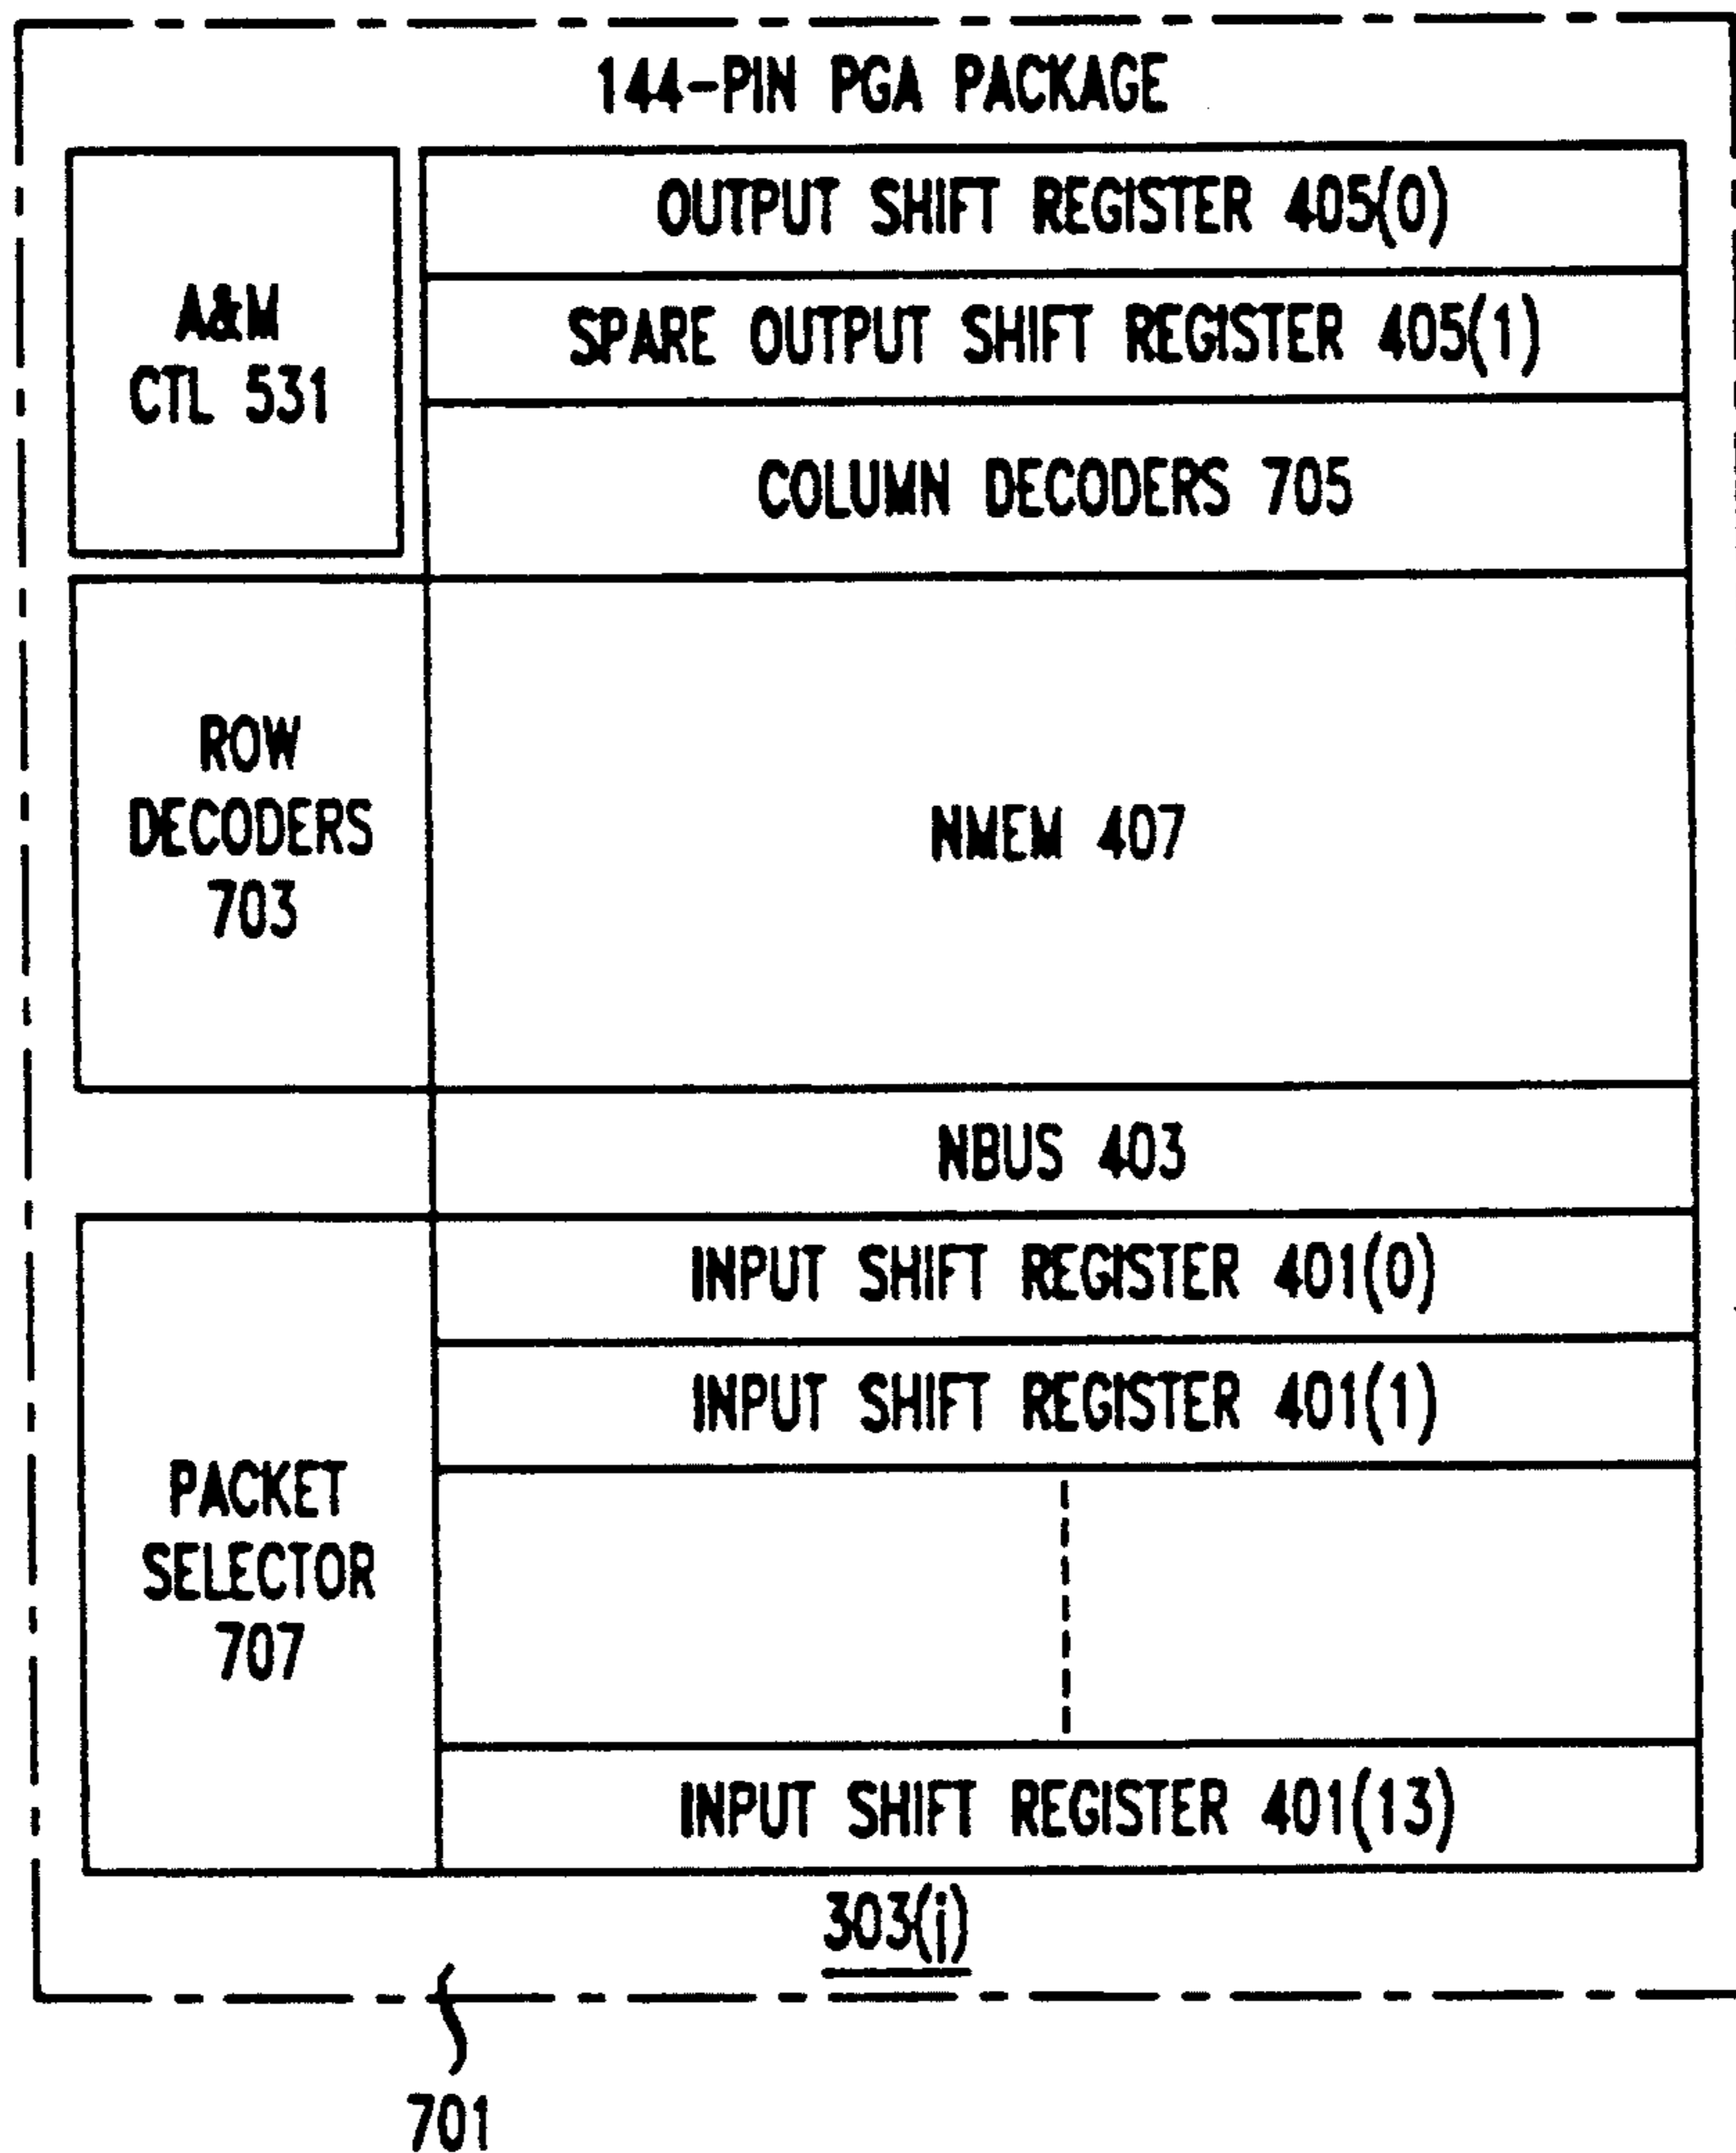 144-PIN PGA PACKAGE
A&M
CTL 531
OUTPUT SHIFT REGISTER 405(0)
SPARE OUTPUT SHIFT REGISTER 405(1)
COLUMN DECODERS 705
ROW
DECODERS
703
NMEM 407
NBUS 403
PACKET
SELECTOR
707
INPUT SHIFT REGISTER 401(0)
INPUT SHIFT REGISTER 401(1)
INPUT SHIFT REGISTER 401(13)
303(i)
701